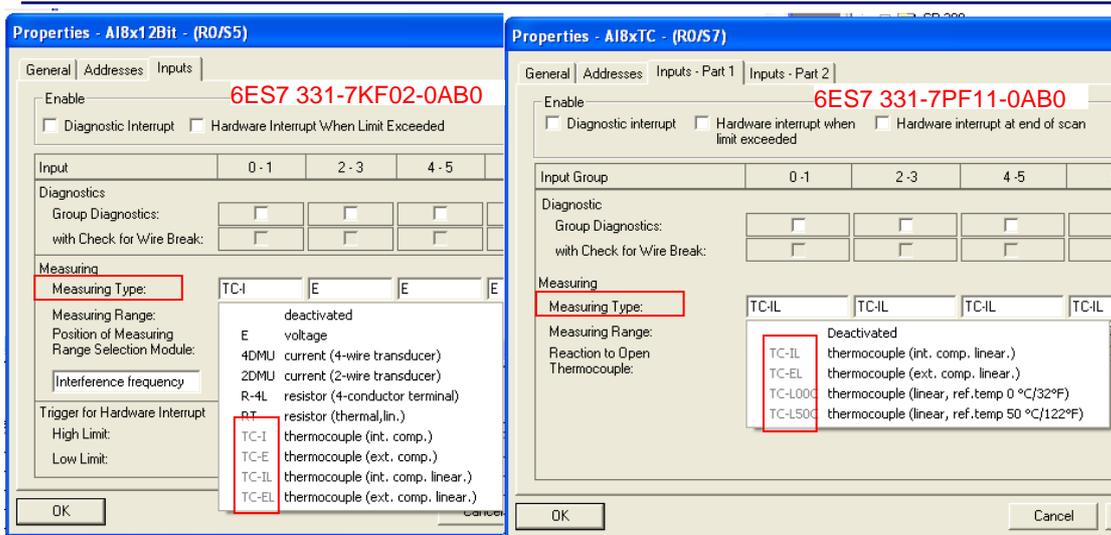 Properties - AI8x12Bit - (R0/S5)
General Addresses Inputs
6ES7 331-7KF02-0AB0
Enable
Diagnostic Interrupt Hardware Interrupt When Limit Exceeded
Input 0 - 1 2 - 3 4 - 5
Diagnostics
Group Diagnostics:
with Check for Wire Break:
Measuring
Measuring Type: TC-I E E E
Measuring Range:
Position of Measuring
Range Selection Module:
Interference frequency
Trigger for Hardware Interrupt
High Limit:
Low Limit:
deactivated
E voltage
4DMU current (4-wire transducer)
2DMU current (2-wire transducer)
R-4L resistor (4-conductor terminal)
RT resistor (thermal,lin.)
TC-I thermocouple (int. comp.)
TC-E thermocouple (ext. comp.)
TC-IL thermocouple (int. comp. linear.)
TC-EL thermocouple (ext. comp. linear.)
OK
Properties - AI8xTC - (R0/S7)
General Addresses Inputs - Part 1 Inputs - Part 2
6ES7 331-7PF11-0AB0
Enable
Diagnostic interrupt Hardware interrupt when limit exceeded Hardware interrupt at end of scan
Input Group 0 -1 2 -3 4 -5
Diagnostic
Group Diagnostics:
with Check for Wire Break:
Measuring
Measuring Type: TC-IL TC-IL TC-IL TC-IL
Measuring Range:
Reaction to Open
Thermocouple:
Deactivated
TC-IL thermocouple (int. comp. linear.)
TC-EL thermocouple (ext. comp. linear.)
TC-L00C thermocouple (linear, ref.temp 0 °C/32°F)
TC-L50C thermocouple (linear, ref.temp 50 °C/122°F)
OK Cancel